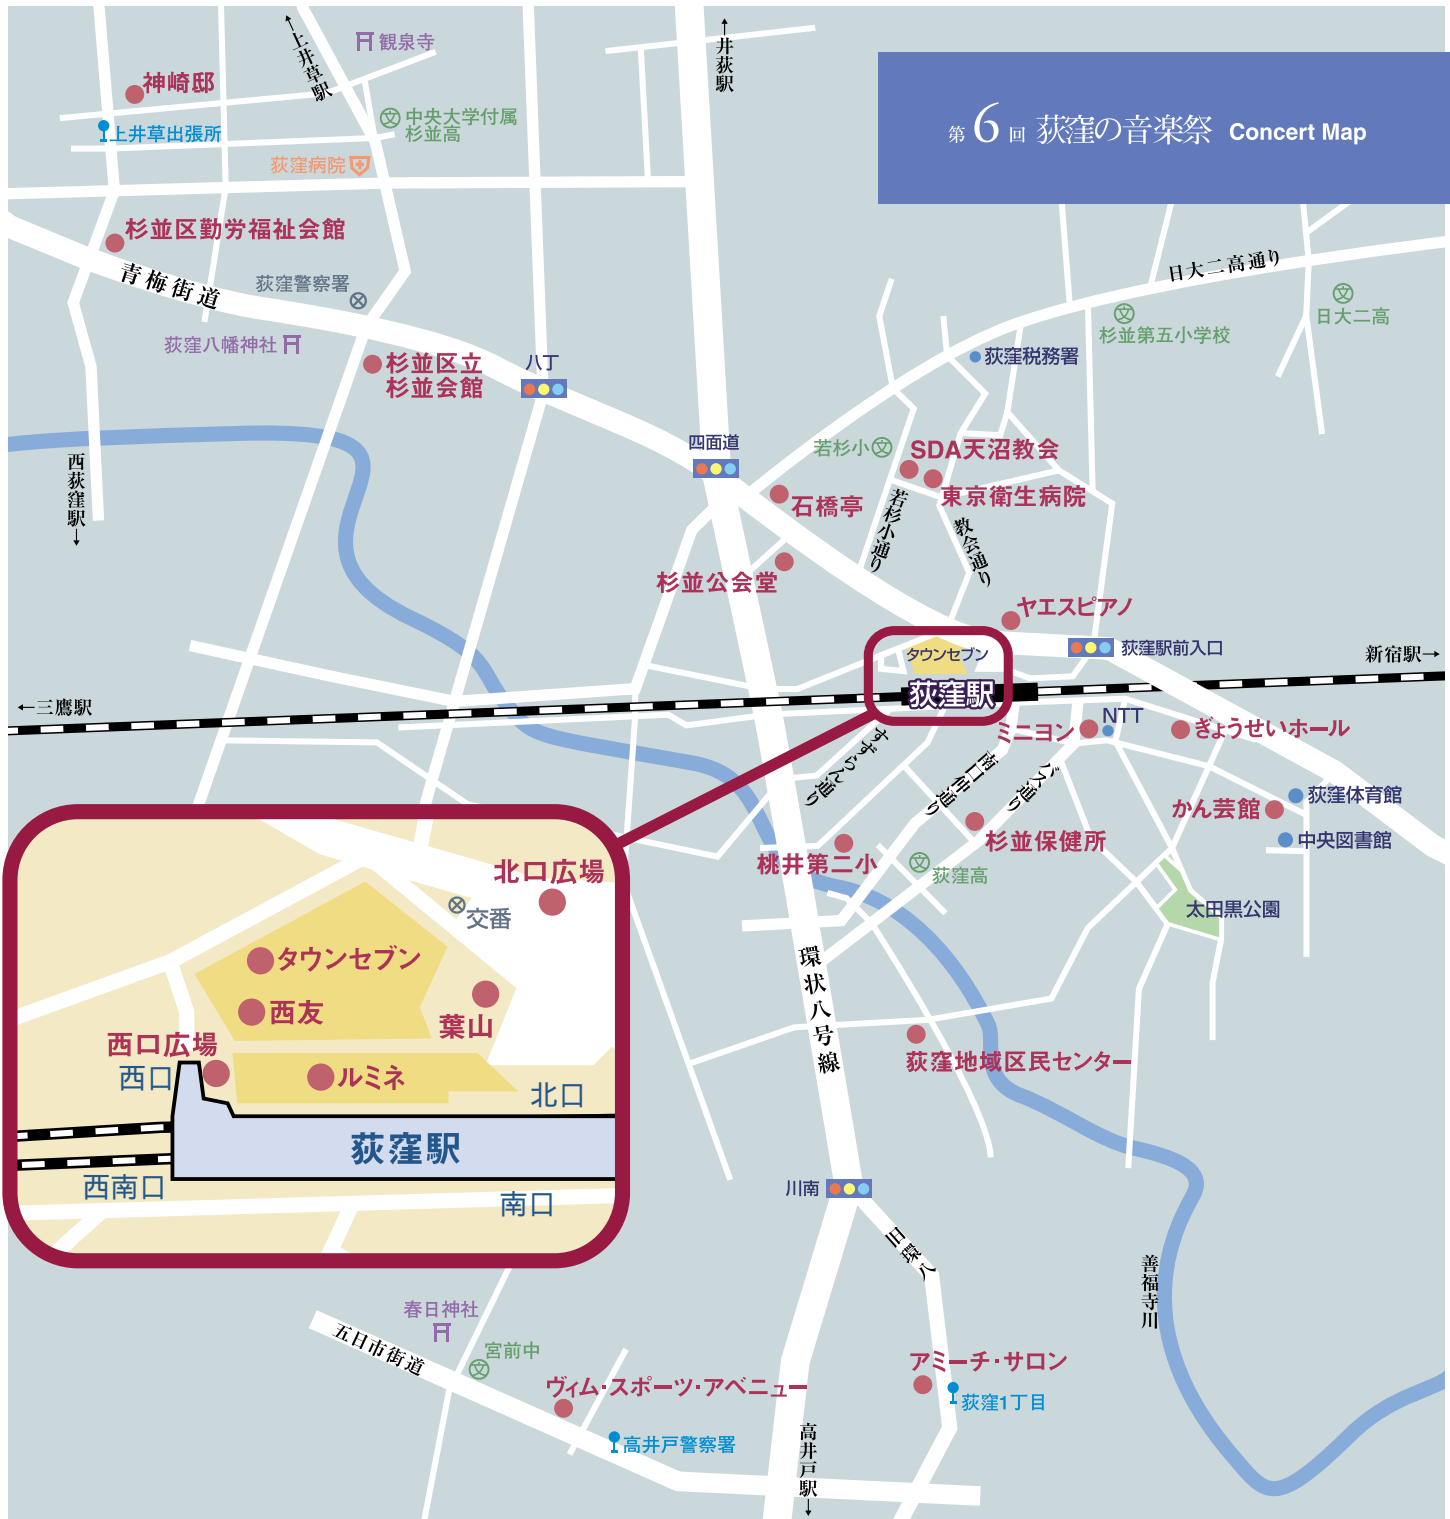 第6回 荻窪の音楽祭 Concert Map
↑上井草駅
観泉寺
↑井荻駅
神崎邸
上井草出張所
中央大学付属
杉並高
荻窪病院
杉並区勤労福祉会館
青梅街道
荻窪警察署
日大二高通り
杉並第五小学校
日大二高
荻窪八幡神社
杉並区立
杉並会館
八丁
荻窪税務署
四面道
若杉小
SDA天沼教会
西荻窪駅→
石橋亭
若杉小通り
東京衛生病院
教会通り
杉並公会堂
ヤエスピアノ
タウンセブン
荻窪駅
荻窪駅前入口
新宿駅→
←三鷹駅
ミニヨン
NTT
ぎょうせいホール
すずらん通り
南口仲通り
バス通り
荻窪体育館
かん芸館
杉並保健所
中央図書館
桃井第二小
荻窪高
太田黒公園
環状八号線
北口広場
交番
タウンセブン
西友
葉山
西口広場
西口
ルミネ
北口
荻窪駅
西南口
南口
荻窪地域区民センター
川南
旧環八
善福寺川
春日神社
五日市街道
宮前中
ヴィム・スポーツ・アベニュー
アミーチ・サロン
荻窪1丁目
高井戸警察署
高井戸駅→